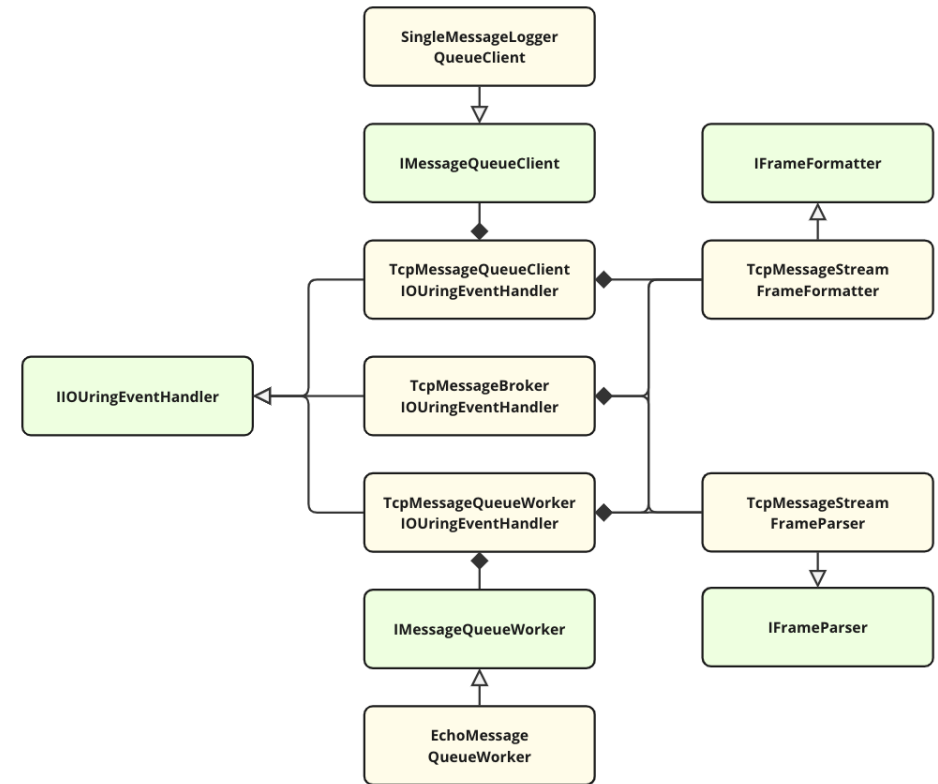 SingleMessageLogger
QueueClient
IMessageQueueClient
IFrameFormatter
TcpMessageQueueClient
IOUringEventHandler
TcpMessageStream
FrameFormatter
IIOUringEventHandler
TcpMessageBroker
IOUringEventHandler
TcpMessageQueueWorker
IOUringEventHandler
TcpMessageStream
FrameParser
IMessageQueueWorker
IFrameParser
EchoMessage
QueueWorker